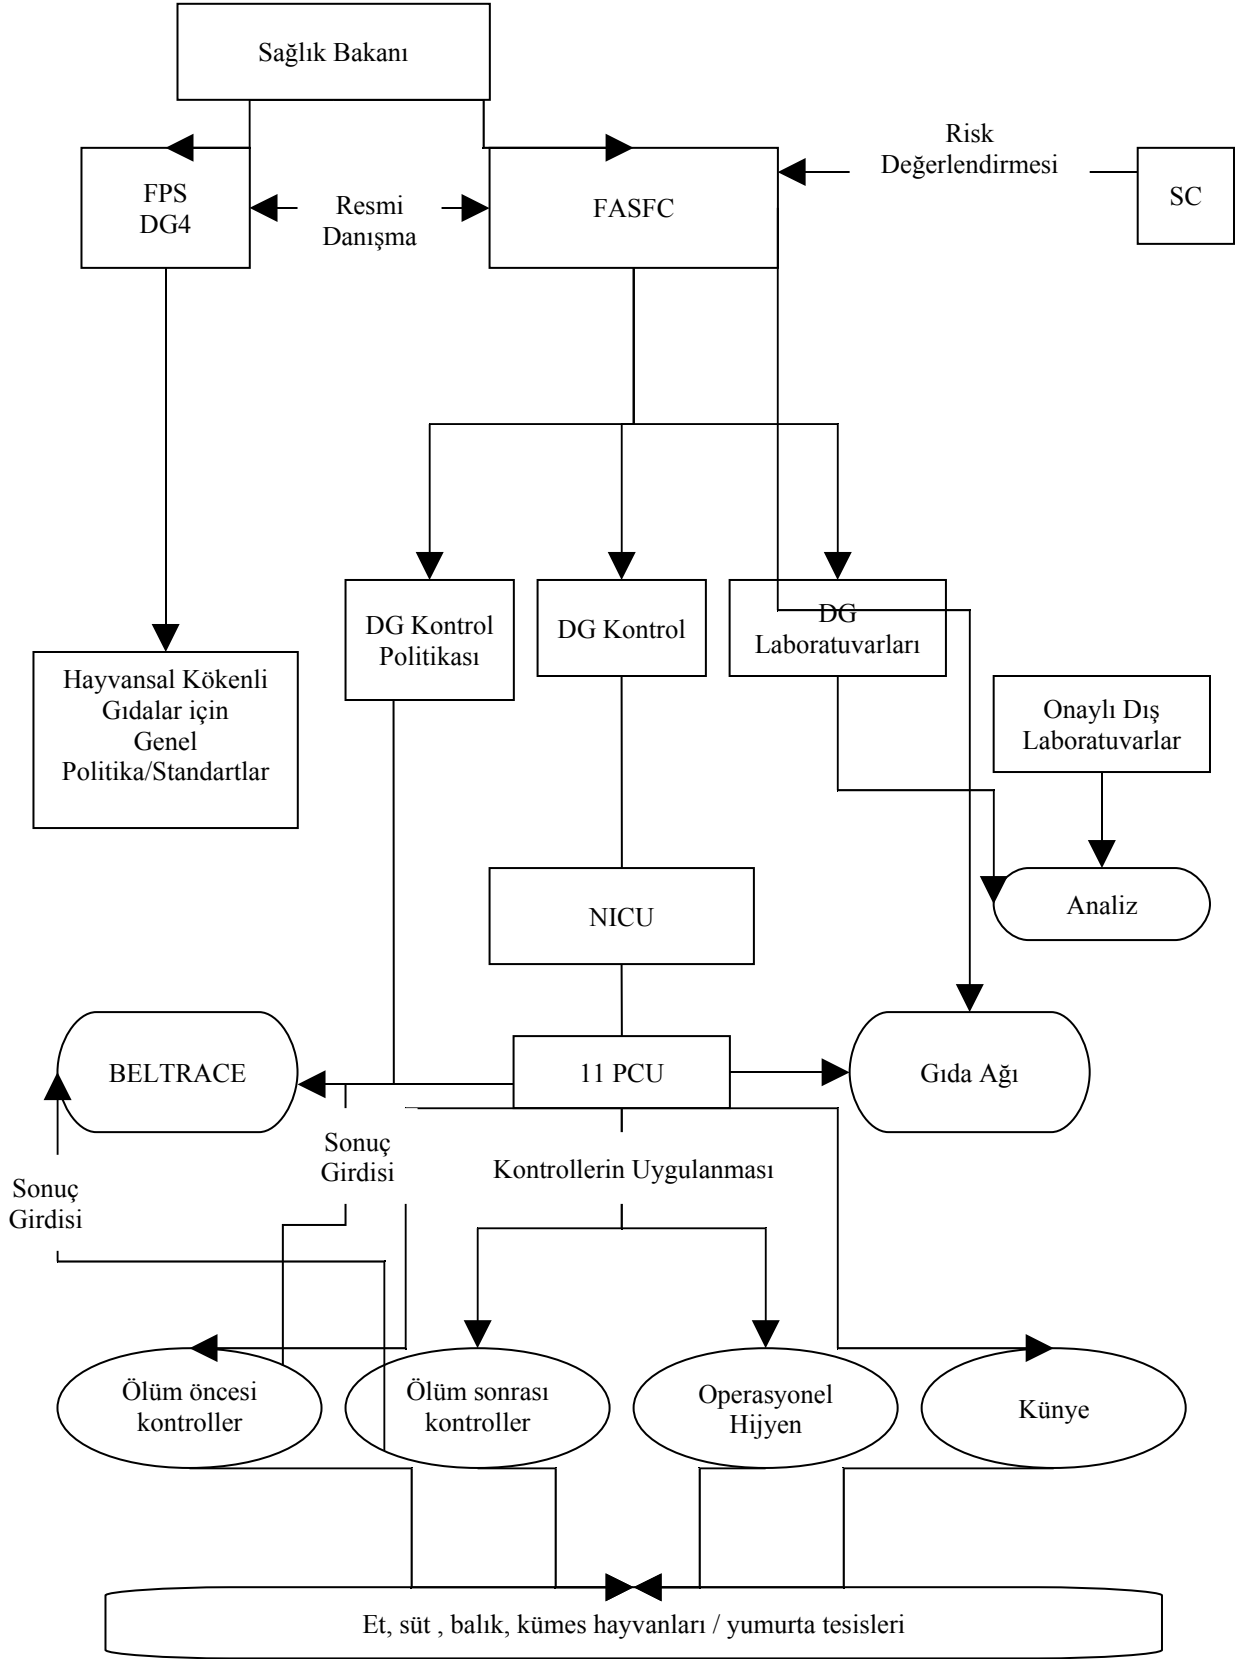 Sağlık Bakanı
Risk
Değerlendirmesi
FPS
DG4
Resmi
Danışma
FASFC
SC
DG Kontrol
Politikası
DG Kontrol
DG
Laboratuvarları
Hayvansal Kökenli
Gıdalar için
Genel
Politika/Standartlar
Onaylı Dış
Laboratuvarlar
NICU
Analiz
BELTRACE
11 PCU
Gıda Ağı
Sonuç
Girdisi
Kontrollerin Uygulanması
Sonuç
Girdisi
Ölüm öncesi
kontroller
Ölüm sonrası
kontroller
Operasyonel
Hijyen
Künye
Et, süt , balık, kümes hayvanları / yumurta tesisleri